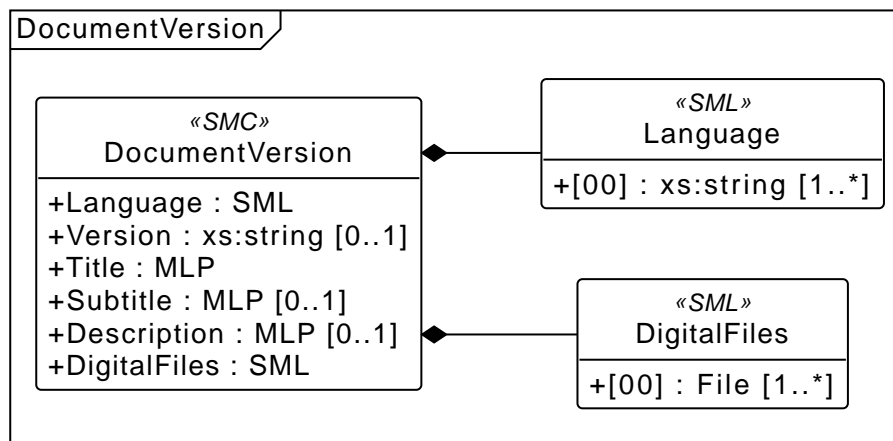 DocumentVersion
«SMC»
DocumentVersion
+Language : SML
+Version : xs:string [0..1]
+Title : MLP
+Subtitle : MLP [0..1]
+Description : MLP [0..1]
+DigitalFiles : SML
«SML»
Language
+[00] : xs:string [1..*]
«SML»
DigitalFiles
+[00] : File [1..*]